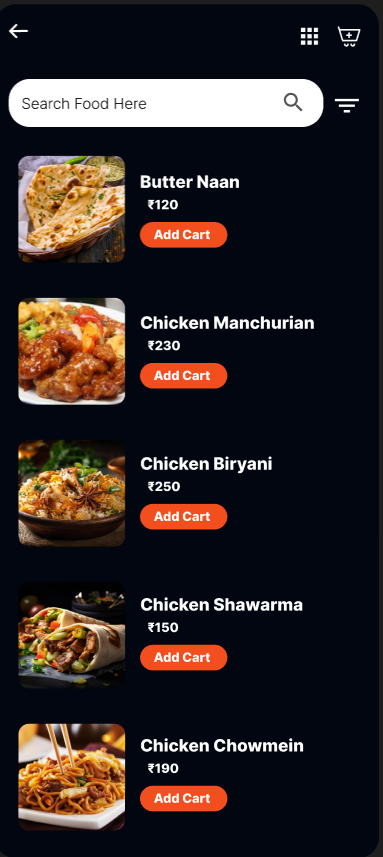 Search Food Here
Butter Naan
₹120
Add Cart
Chicken Manchurian
₹230
Add Cart
Chicken Biryani
₹250
Add Cart
Chicken Shawarma
₹150
Add Cart
Chicken Chowmein
₹190
Add Cart